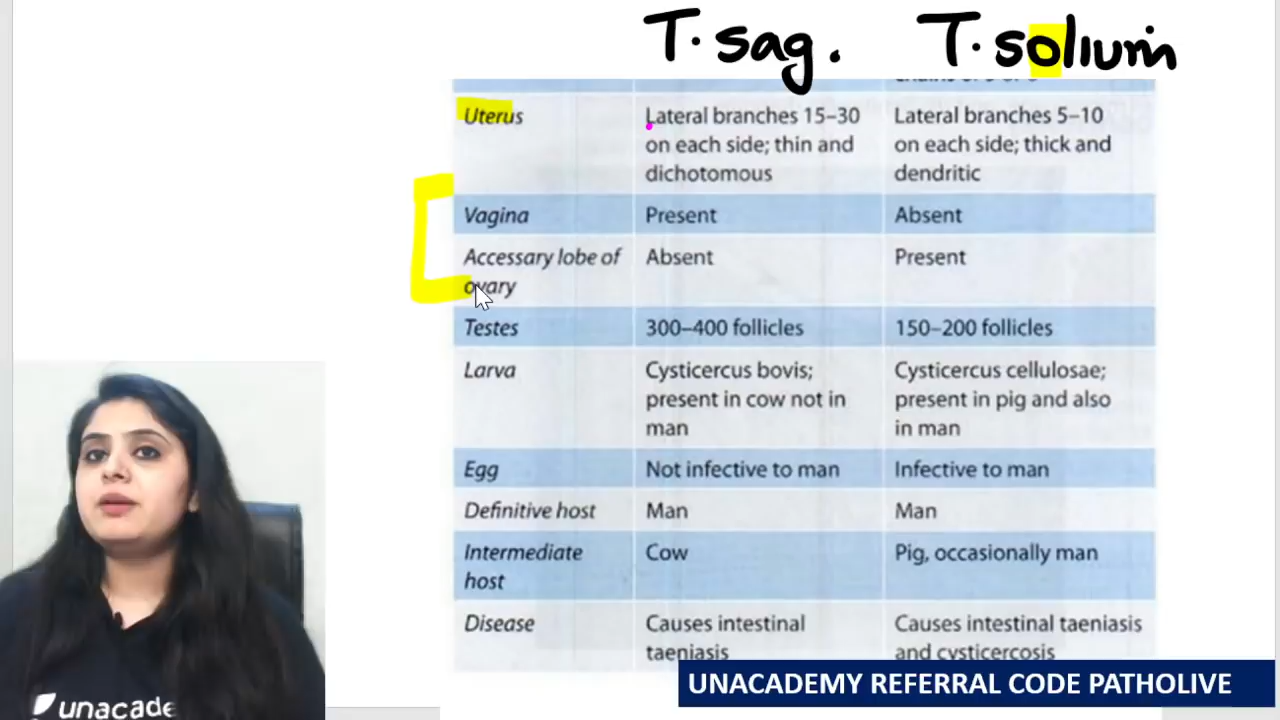 T. sag. T. solium
Uterus Lateral branches 15–30 Lateral branches 5–10
on each side; thin and on each side; thick and
dichotomous dendritic
Vagina Present Absent
Accessary lobe of Absent Present
ovary
Testes 300–400 follicles 150–200 follicles
Larva Cysticercus bovis; Cysticercus cellulosae;
present in cow not in present in pig and also
man in man
Egg Not infective to man Infective to man
Definitive host Man Man
Intermediate Cow Pig, occasionally man
host
Disease Causes intestinal Causes intestinal taeniasis
taeniasis and cysticercosis
UNACADEMY REFERRAL CODE PATHOLIVE
unacade